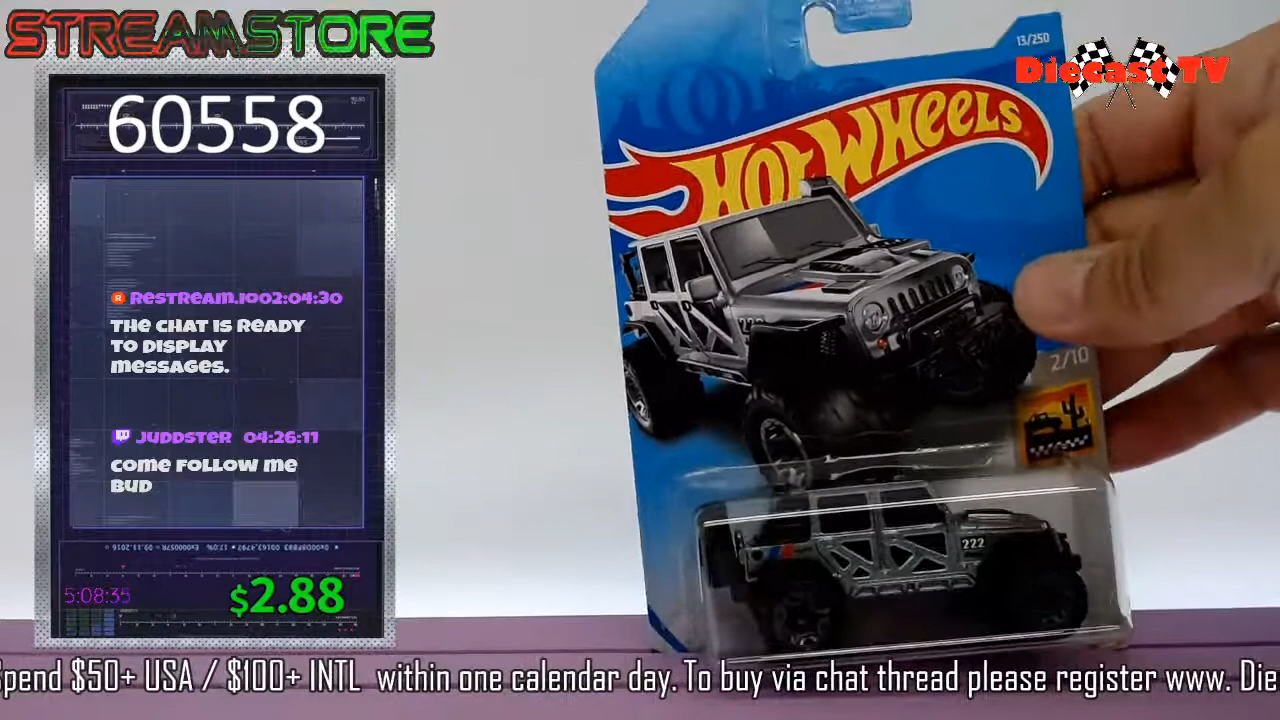 STREAMSTORE
60558
Restream.io 02:04:30
THE CHAT IS READY
TO DISPLAY
MESSAGES.
Juddster 04:26:11
COME FOLLOW ME
BUD
5:08:35
$2.88
13/250
Diecast TV
HOT WHEELS
222
2/10
222
Spend $50+ USA / $100+ INTL within one calendar day. To buy via chat thread please register www. Die